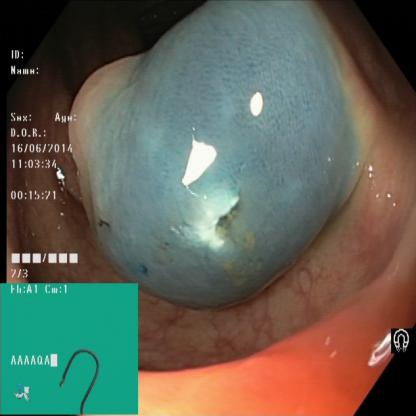 ID:
Name:
Sex: Age:
D.O.B.:
16/06/2014
11:03:34
00:15:21
■■■/■■■
2/3
Eh:A1 Cm:1
AAAAQA